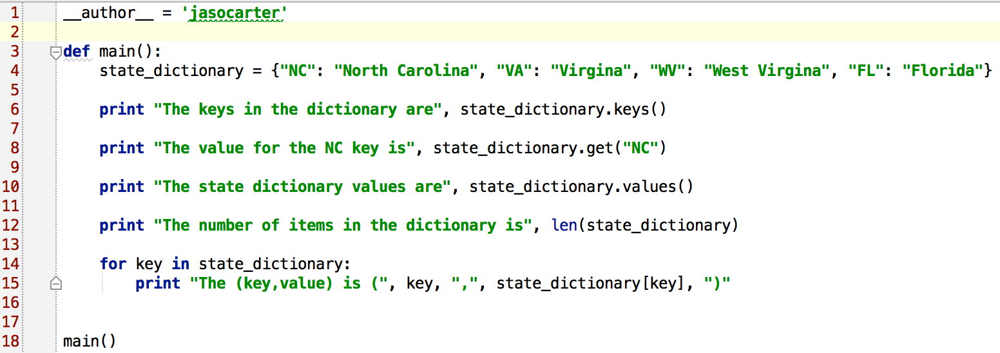 1 __author__ = 'jasocarter'
2
3 def main():
4     state_dictionary = {"NC": "North Carolina", "VA": "Virgina", "WV": "West Virgina", "FL": "Florida"}
5
6     print "The keys in the dictionary are", state_dictionary.keys()
7
8     print "The value for the NC key is", state_dictionary.get("NC")
9
10     print "The state dictionary values are", state_dictionary.values()
11
12     print "The number of items in the dictionary is", len(state_dictionary)
13
14     for key in state_dictionary:
15         print "The (key,value) is (", key, ",", state_dictionary[key], ")"
16
17
18 main()